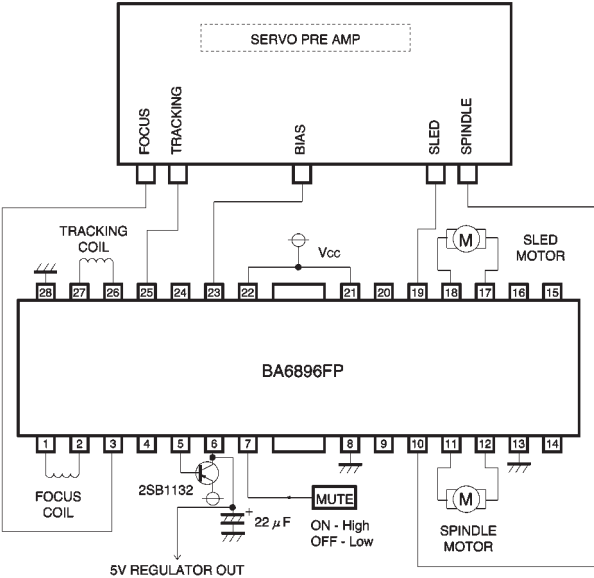 SERVO PRE AMP
FOCUS
TRACKING
BIAS
SLED
SPINDLE
TRACKING
COIL
VCC
M
SLED
MOTOR
28 27 26 25 24 23 22 21 20 19 18 17 16 15
BA6896FP
1 2 3 4 5 6 7 8 9 10 11 12 13 14
FOCUS
COIL
2SB1132
+
22 μF
MUTE
ON - High
OFF - Low
M
SPINDLE
MOTOR
5V REGULATOR OUT